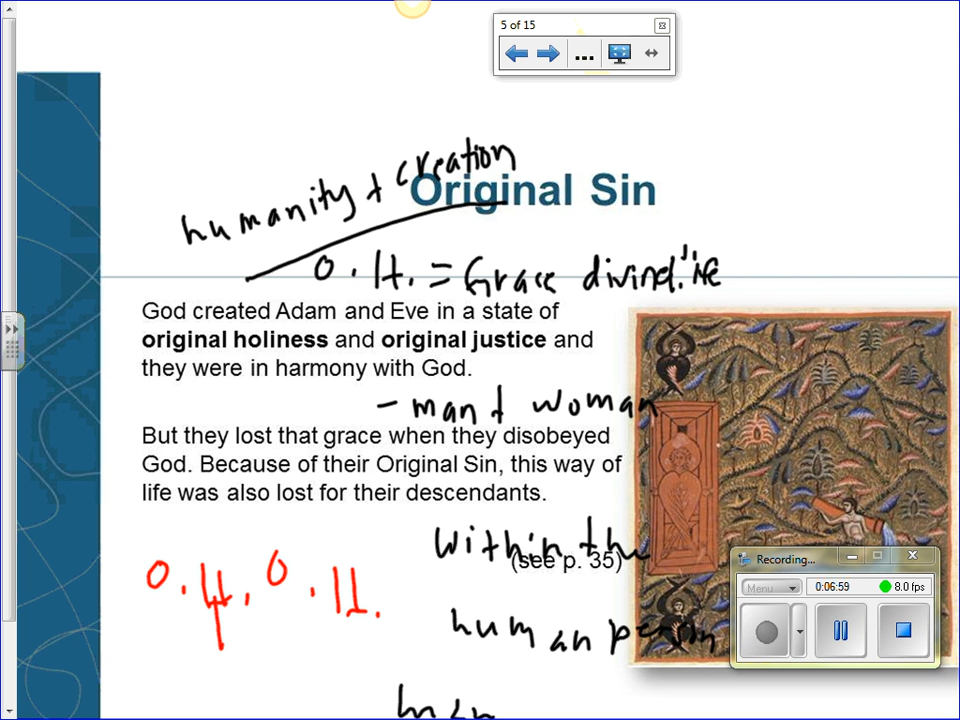 5 of 15
humanity + creation
Original Sin
O.H. = Grace divine life
God created Adam and Eve in a state of
original holiness and original justice and
they were in harmony with God.
- man + woman
But they lost that grace when they disobeyed
God. Because of their Original Sin, this way of
life was also lost for their descendants.
within the
(see p. 35)
O.H. O.H.
human person
Recording...
Menu
0:06:59
8.0 fps